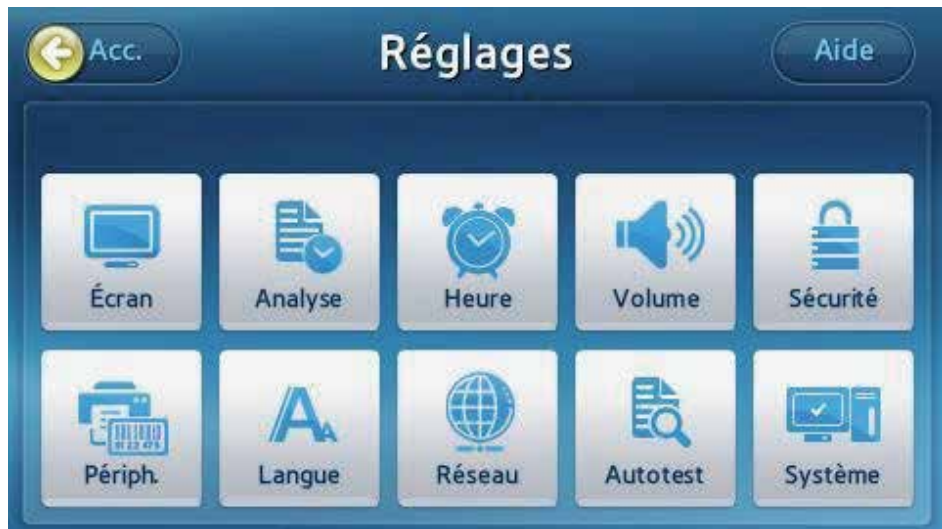 Acc. Réglages Aide
Écran Analyse Heure Volume Sécurité
Périph. Langue Réseau Autotest Système